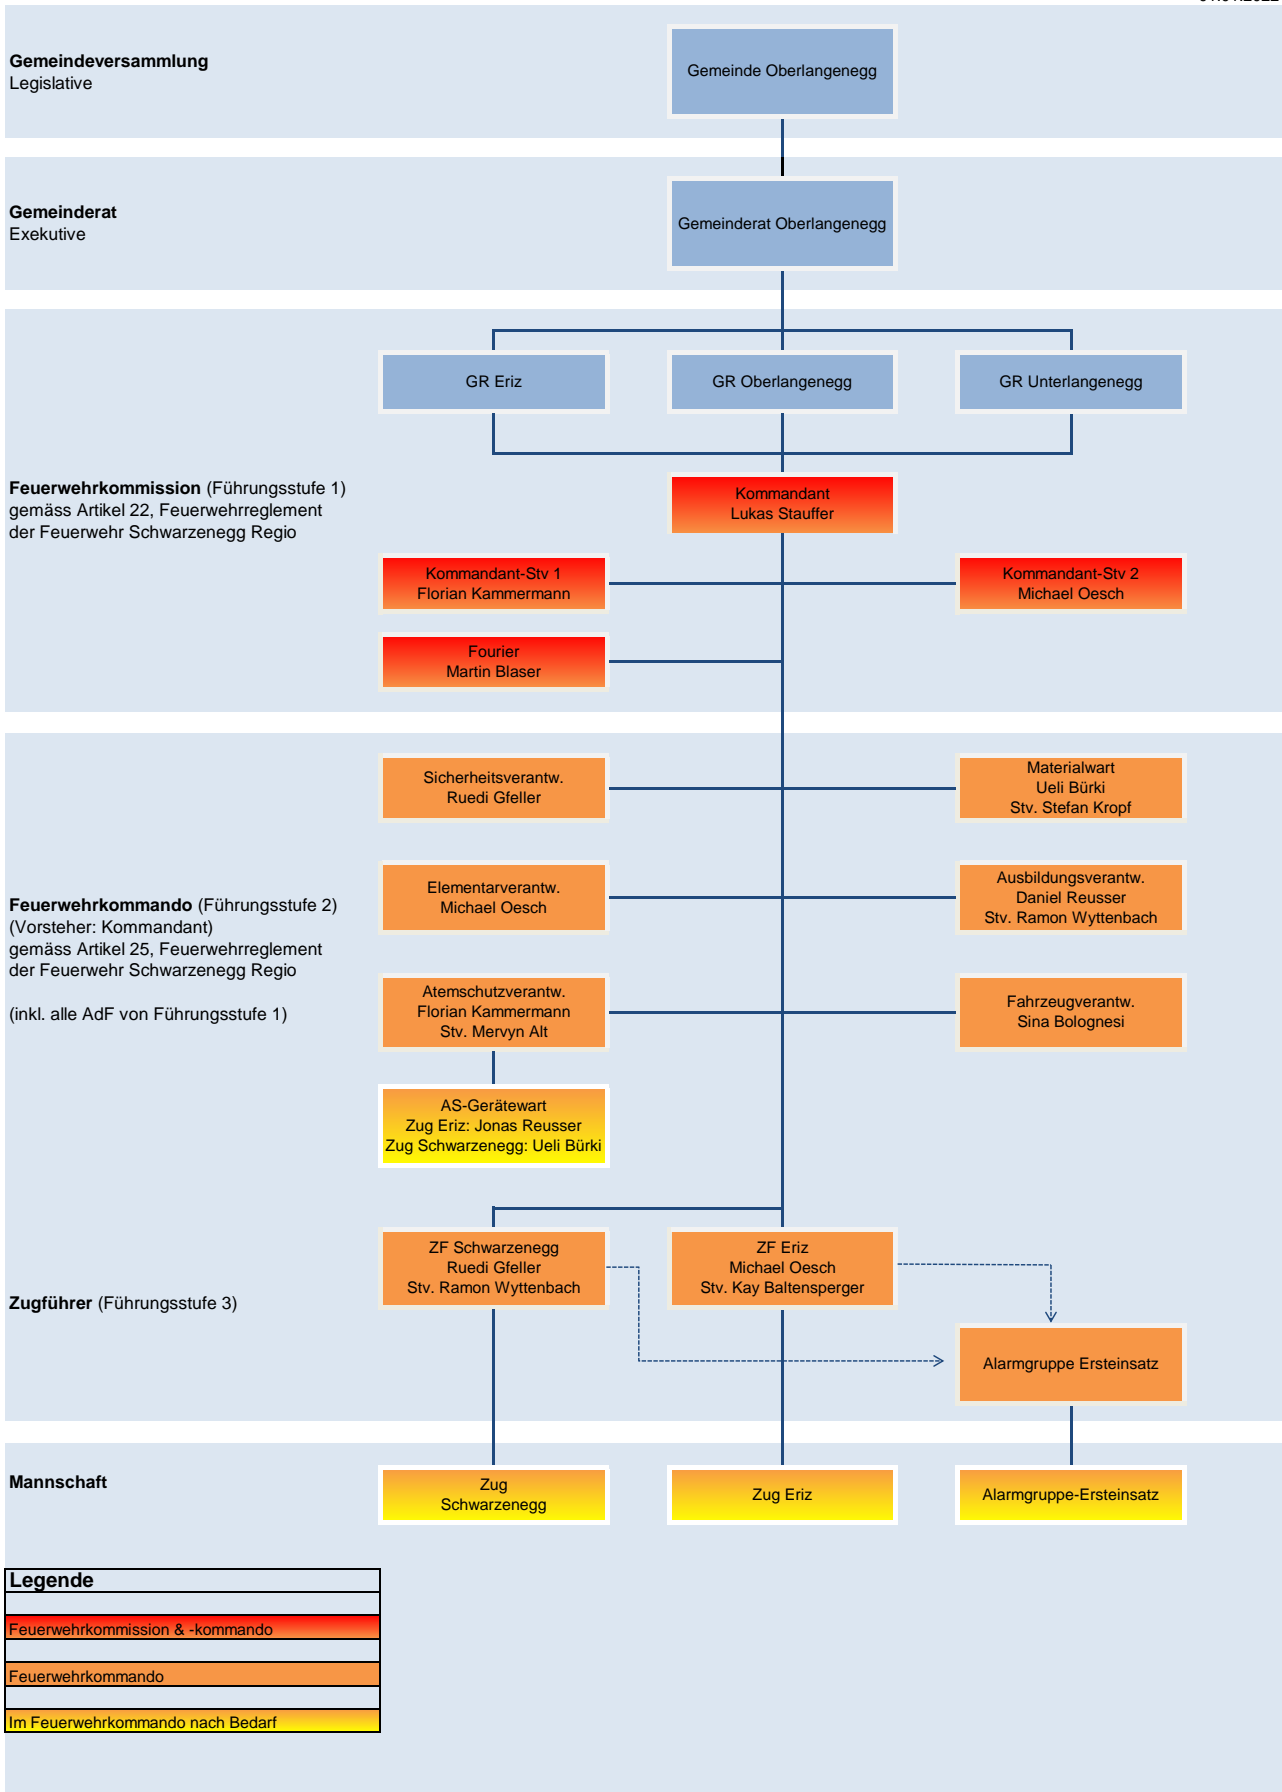 Gemeindeversammlung
Legislative
Gemeinde Oberlangenegg
Gemeinderat
Exekutive
Gemeinderat Oberlangenegg
GR Eriz
GR Oberlangenegg
GR Unterlangenegg
Feuerwehrkommission (Führungsstufe 1)
gemäss Artikel 22, Feuerwehrreglement
der Feuerwehr Schwarzenegg Regio
Kommandant
Lukas Stauffer
Kommandant-Stv 1
Florian Kammermann
Kommandant-Stv 2
Michael Oesch
Fourier
Martin Blaser
Sicherheitsverantw.
Ruedi Gfeller
Materialwart
Ueli Bürki
Stv. Stefan Kropf
Feuerwehrkommando (Führungsstufe 2)
(Vorsteher: Kommandant)
gemäss Artikel 25, Feuerwehrreglement
der Feuerwehr Schwarzenegg Regio
(inkl. alle AdF von Führungsstufe 1)
Elementarverantw.
Michael Oesch
Ausbildungsverantw.
Daniel Reusser
Stv. Ramon Wyttenbach
Atemschutzverantw.
Florian Kammermann
Stv. Mervyn Alt
Fahrzeugverantw.
Sina Bolognesi
AS-Gerätewart
Zug Eriz: Jonas Reusser
Zug Schwarzenegg: Ueli Bürki
Zugführer (Führungsstufe 3)
ZF Schwarzenegg
Ruedi Gfeller
Stv. Ramon Wyttenbach
ZF Eriz
Michael Oesch
Stv. Kay Baltensperger
Alarmgruppe Ersteinsatz
Mannschaft
Zug
Schwarzenegg
Zug Eriz
Alarmgruppe-Ersteinsatz
Legende
Feuerwehrkommission & -kommando
Feuerwehrkommando
Im Feuerwehrkommando nach Bedarf